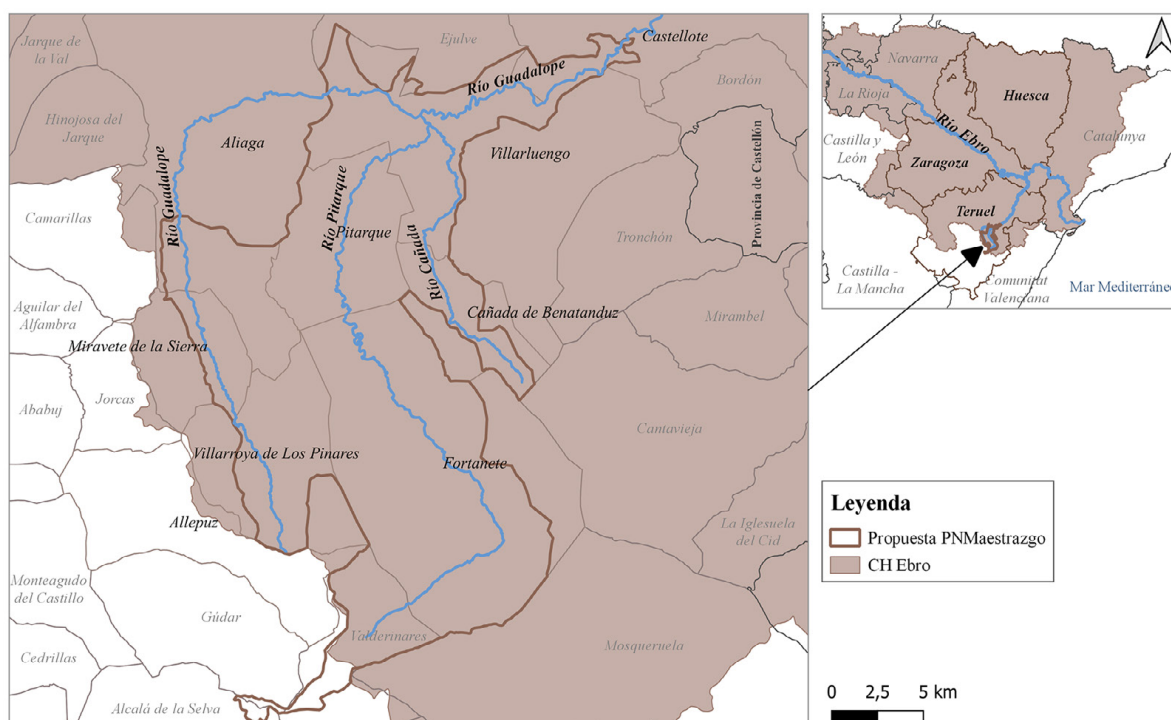 Jarque de
la Val
Ejulve
Castellote
Río Guadalope
Bordón
Hinojosa del
Jarque
Aliaga
Villarluengo
Provincia de Castellón
Río Guadalope
Río Pitarque
Camarillas
Pitarque
Tronchón
Río Cañada
Aguilar del
Alfambra
Cañada de Benatanduz
Mirambel
Miravete de la Sierra
Jorcas
Ababuj
Cantavieja
Villarroya de Los Pinares
Fortanete
Allepuz
La Iglesuela
del Cid
Monteagudo
del Castillo
Gúdar
Valderinares
Mosqueruela
Cedrillas
Alcalá de la Selva
Navarra
La Rioja
Huesca
Río Ebro
Catalunya
Castilla y
León
Zaragoza
Teruel
Castilla -
La Mancha
Comunitat
Valenciana
Mar Mediterráneo
Leyenda
Propuesta PNMaestrazgo
CH Ebro
0 2,5 5 km